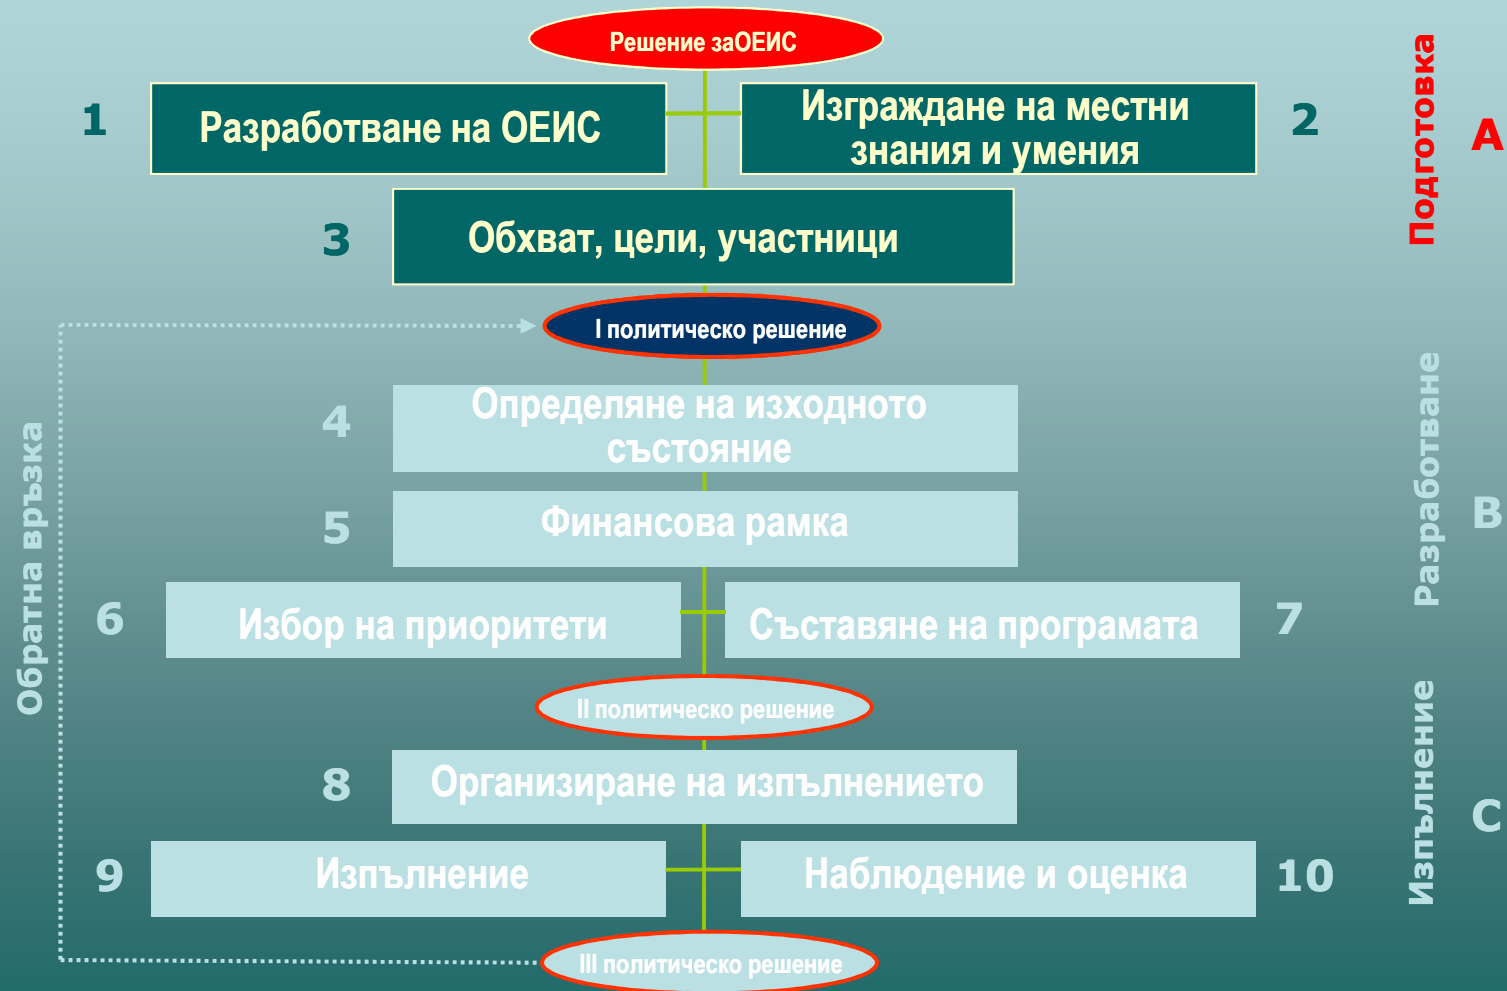 Решение заОЕИС
1
Разработване на ОЕИС
Изграждане на местни
знания и умения
2
Подготовка
А
3
Обхват, цели, участници
I политическо решение
4
Определяне на изходното
състояние
5
Финансова рамка
Разработване
В
6
Избор на приоритети
Съставяне на програмата
7
Обратна връзка
II политическо решение
8
Организиране на изпълнението
Изпълнение
С
9
Изпълнение
Наблюдение и оценка
10
III политическо решение